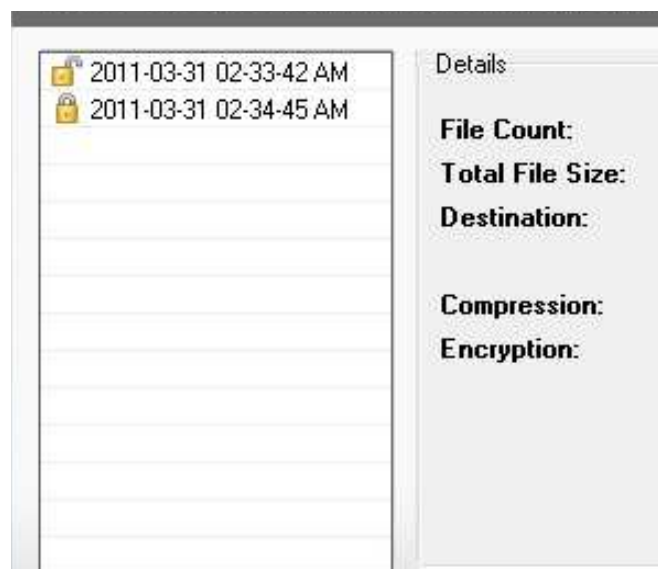 2011-03-31 02-33-42 AM
2011-03-31 02-34-45 AM
Details
File Count:
Total File Size:
Destination:
Compression:
Encryption: